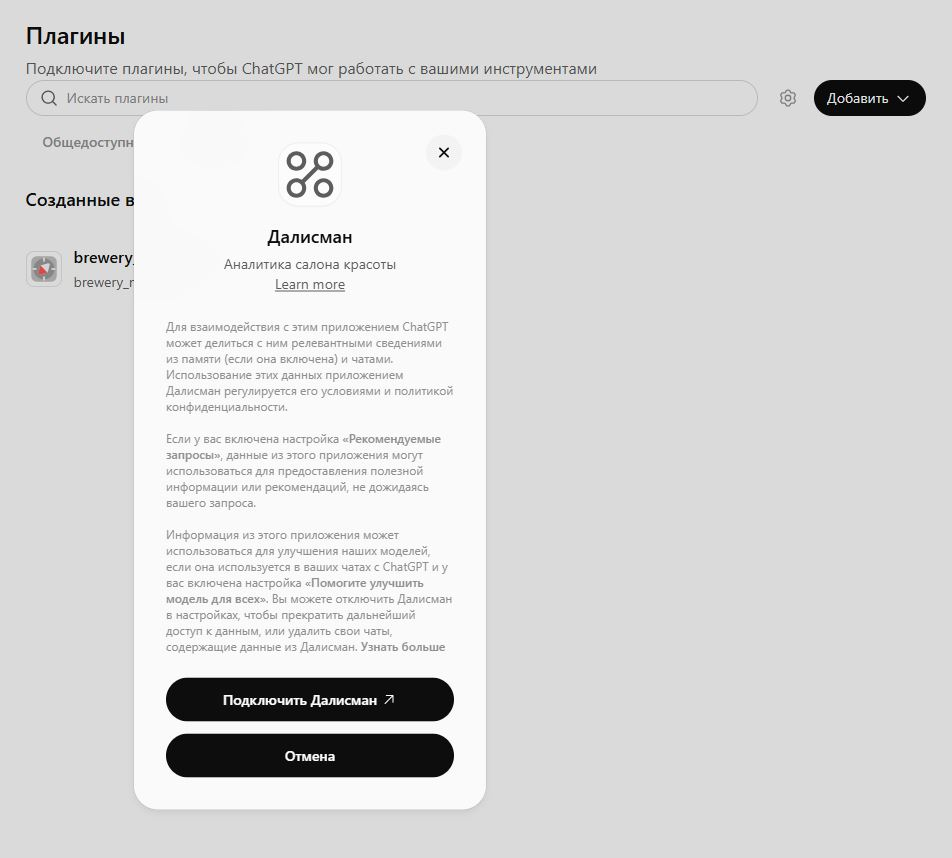 Плагины
Подключите плагины, чтобы ChatGPT мог работать с вашими инструментами
Искать плагины
Добавить
Общедоступн
Созданные в
brewery_
brewery_r
Далисман
Аналитика салона красоты
Learn more
Для взаимодействия с этим приложением ChatGPT
может делиться с ним релевантными сведениями
из памяти (если она включена) и чатами.
Использование этих данных приложением
Далисман регулируется его условиями и политикой
конфиденциальности.
Если у вас включена настройка «Рекомендуемые
запросы», данные из этого приложения могут
использоваться для предоставления полезной
информации или рекомендаций, не дожидаясь
вашего запроса.
Информация из этого приложения может
использоваться для улучшения наших моделей,
если она используется в ваших чатах с ChatGPT и у
вас включена настройка «Помогите улучшить
модель для всех». Вы можете отключить Далисман
в настройках, чтобы прекратить дальнейший
доступ к данным, или удалить свои чаты,
содержащие данные из Далисман. Узнать больше
Подключить Далисман
Отмена